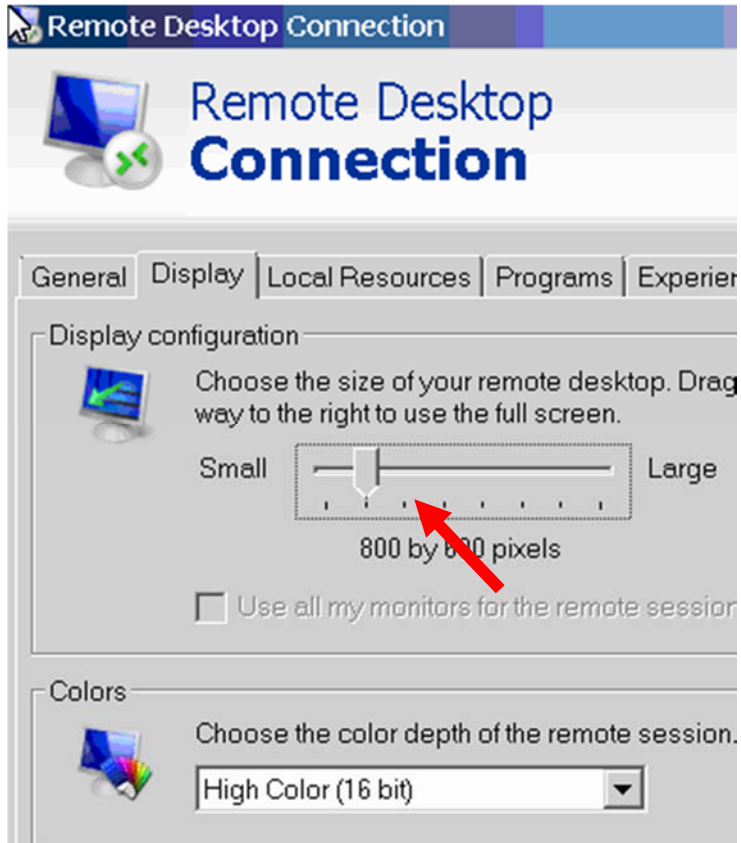 Remote Desktop Connection
Remote Desktop
Connection
General Display Local Resources Programs Experien
Display configuration
Choose the size of your remote desktop. Drag
way to the right to use the full screen.
Small Large
800 by 600 pixels
Use all my monitors for the remote session
Colors
Choose the color depth of the remote session.
High Color (16 bit)